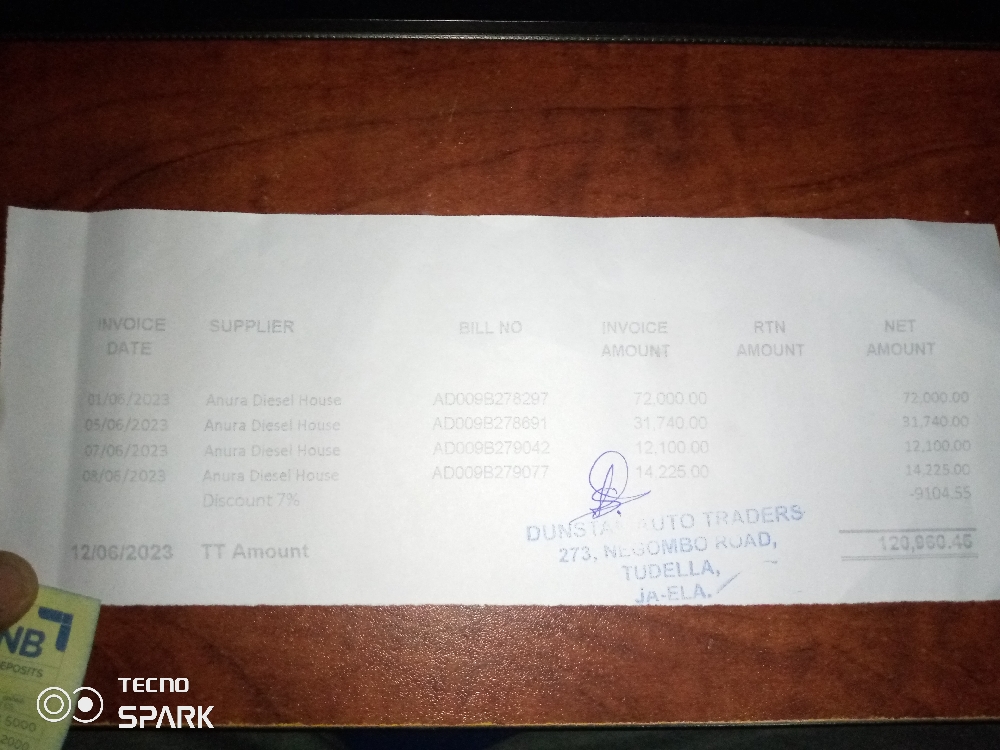 INVOICE DATE SUPPLIER BILL NO INVOICE AMOUNT RTN AMOUNT NET AMOUNT
01/06/2023 Anura Diesel House AD009B278297 72,000.00 72,000.00
05/06/2023 Anura Diesel House AD009B278691 31,740.00 31,740.00
07/06/2023 Anura Diesel House AD009B279042 12,100.00 12,100.00
08/06/2023 Anura Diesel House AD009B279077 14,225.00 14,225.00
Discount 7% -9104.55
12/06/2023 TT Amount 120,960.45
AUTO TRADERS
273, NEGOMBO ROAD,
TUDELLA,
JA-ELA.
NB
EPOSITS
5000
2000
TECNO
SPARK